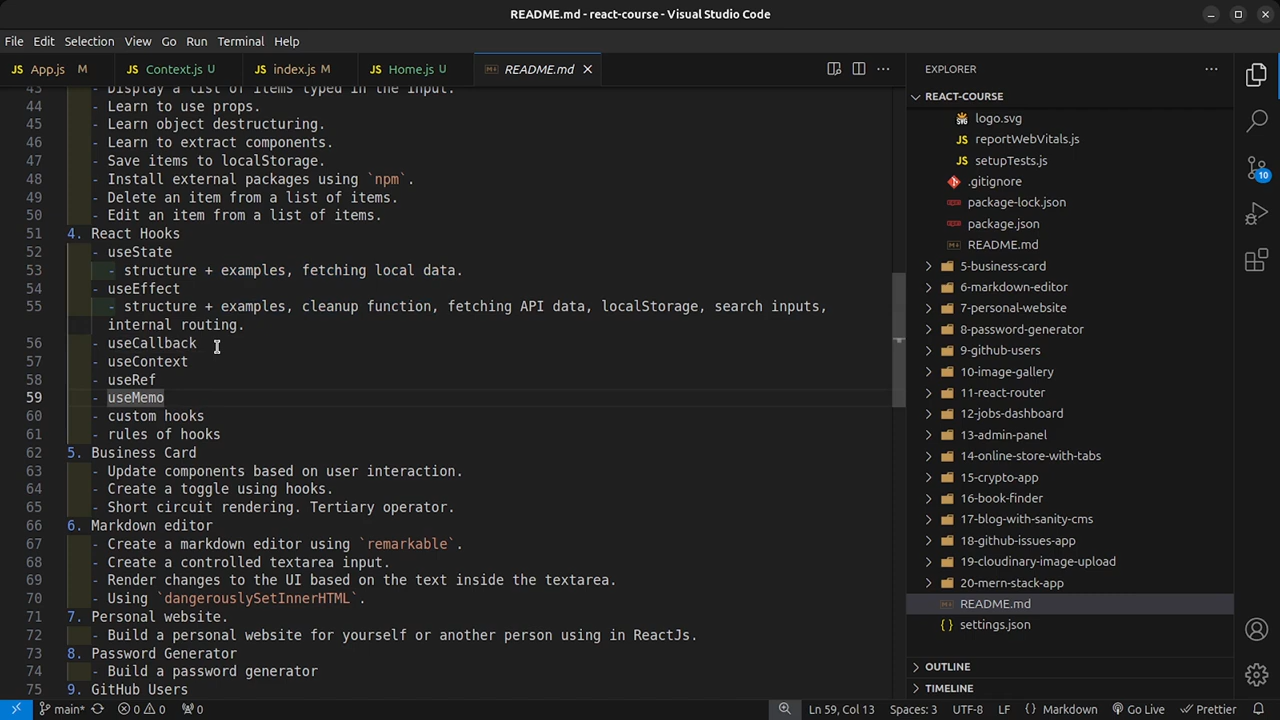 README.md - react-course - Visual Studio Code
File Edit Selection View Go Run Terminal Help
JS App.js M
JS Context.js U
JS index.js M
JS Home.js U
README.md
43 - Display a list of items typed in the input.
44 - Learn to use props.
45 - Learn object destructuring.
46 - Learn to extract components.
47 - Save items to localStorage.
48 - Install external packages using `npm`.
49 - Delete an item from a list of items.
50 - Edit an item from a list of items.
51 4. React Hooks
52 - useState
53 - structure + examples, fetching local data.
54 - useEffect
55 - structure + examples, cleanup function, fetching API data, localStorage, search inputs,
internal routing.
56 - useCallback
57 - useContext
58 - useRef
59 - useMemo
60 - custom hooks
61 - rules of hooks
62 5. Business Card
63 - Update components based on user interaction.
64 - Create a toggle using hooks.
65 - Short circuit rendering. Tertiary operator.
66 6. Markdown editor
67 - Create a markdown editor using `remarkable`.
68 - Create a controlled textarea input.
69 - Render changes to the UI based on the text inside the textarea.
70 - Using `dangerouslySetInnerHTML`.
71 7. Personal website.
72 - Build a personal website for yourself or another person using in ReactJs.
73 8. Password Generator
74 - Build a password generator
75 9. GitHub Users
EXPLORER
REACT-COURSE
logo.svg
JS reportWebVitals.js
JS setupTests.js
.gitignore
package-lock.json
package.json
README.md
5-business-card
6-markdown-editor
7-personal-website
8-password-generator
9-github-users
10-image-gallery
11-react-router
12-jobs-dashboard
13-admin-panel
14-online-store-with-tabs
15-crypto-app
16-book-finder
17-blog-with-sanity-cms
18-github-issues-app
19-cloudinary-image-upload
20-mern-stack-app
README.md
{} settings.json
OUTLINE
TIMELINE
10
main* 0 0 0
Ln 59, Col 13 Spaces: 3 UTF-8 LF {} Markdown Go Live Prettier